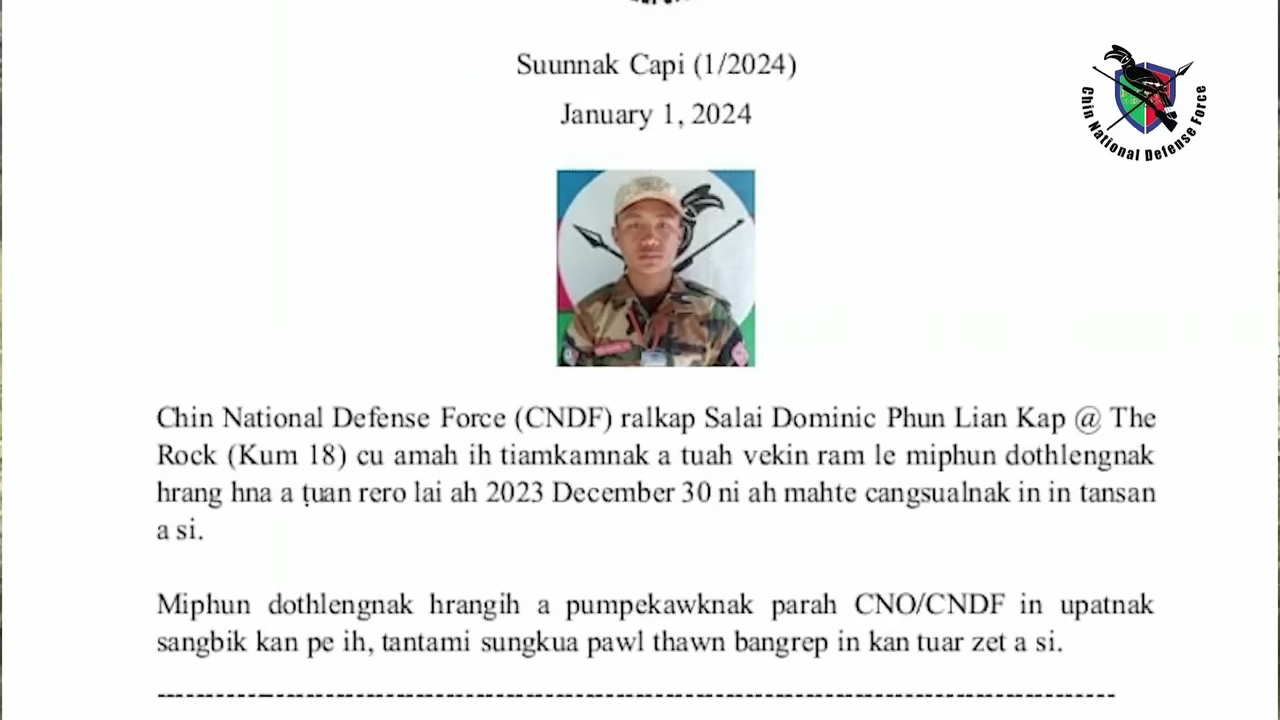 Suunnak Capi (1/2024)
January 1, 2024
Chin National Defense Force
Chin National Defense Force (CNDF) ralkap Salai Dominic Phun Lian Kap @ The
Rock (Kum 18) cu amah ih tiamkamnak a tuah vekin ram le miphun dothlengnak
hrang hna a ṭuan rero lai ah 2023 December 30 ni ah mahte cangsualnak in in tansan
a si.
Miphun dothlengnak hrangih a pumpekawknak parah CNO/CNDF in upatnak
sangbik kan pe ih, tantami sungkua pawl thawn bangrep in kan tuar zet a si.